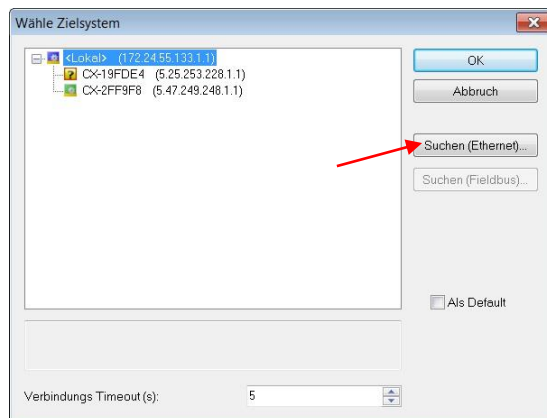 Wähle Zielsystem
<Lokal> (172.24.55.133.1.1)
CX-19FDE4 (5.25.253.228.1.1)
CX-2FF9F8 (5.47.249.248.1.1)
OK
Abbruch
Suchen (Ethernet)...
Suchen (Fieldbus)...
Als Default
Verbindungs Timeout (s):
5